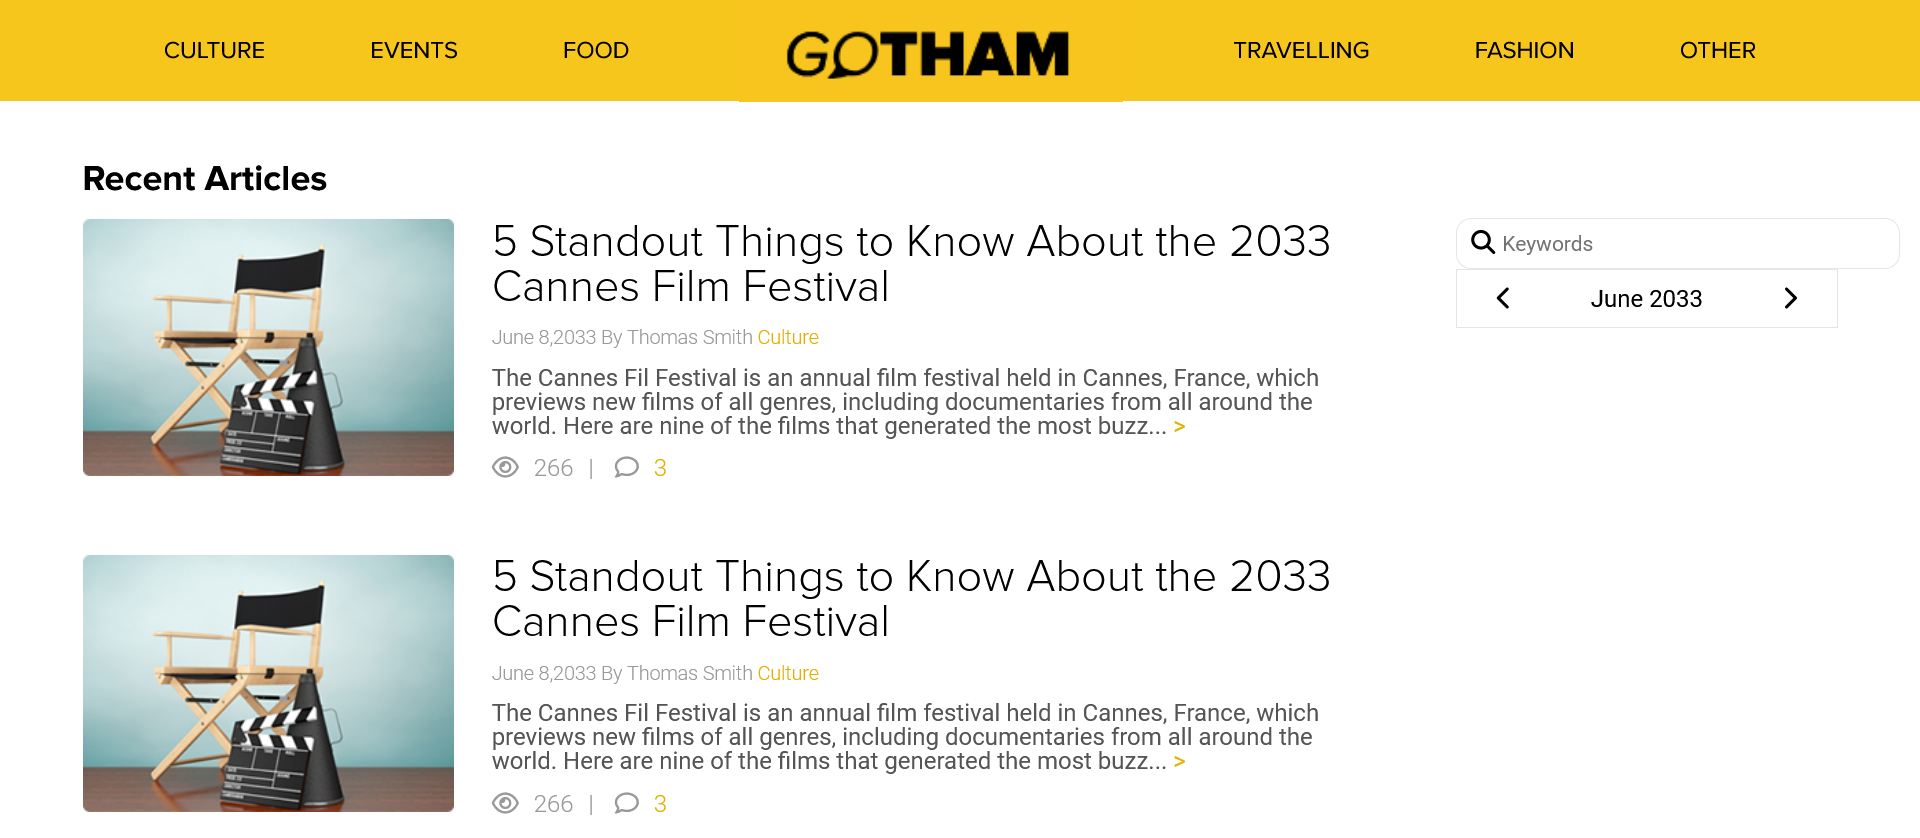 CULTURE EVENTS FOOD GOTHAM TRAVELLING FASHION OTHER
Recent Articles
5 Standout Things to Know About the 2033
Cannes Film Festival
June 8,2033 By Thomas Smith Culture
The Cannes Fil Festival is an annual film festival held in Cannes, France, which
previews new films of all genres, including documentaries from all around the
world. Here are nine of the films that generated the most buzz... >
266 | 3
Keywords
June 2033
5 Standout Things to Know About the 2033
Cannes Film Festival
June 8,2033 By Thomas Smith Culture
The Cannes Fil Festival is an annual film festival held in Cannes, France, which
previews new films of all genres, including documentaries from all around the
world. Here are nine of the films that generated the most buzz... >
266 | 3